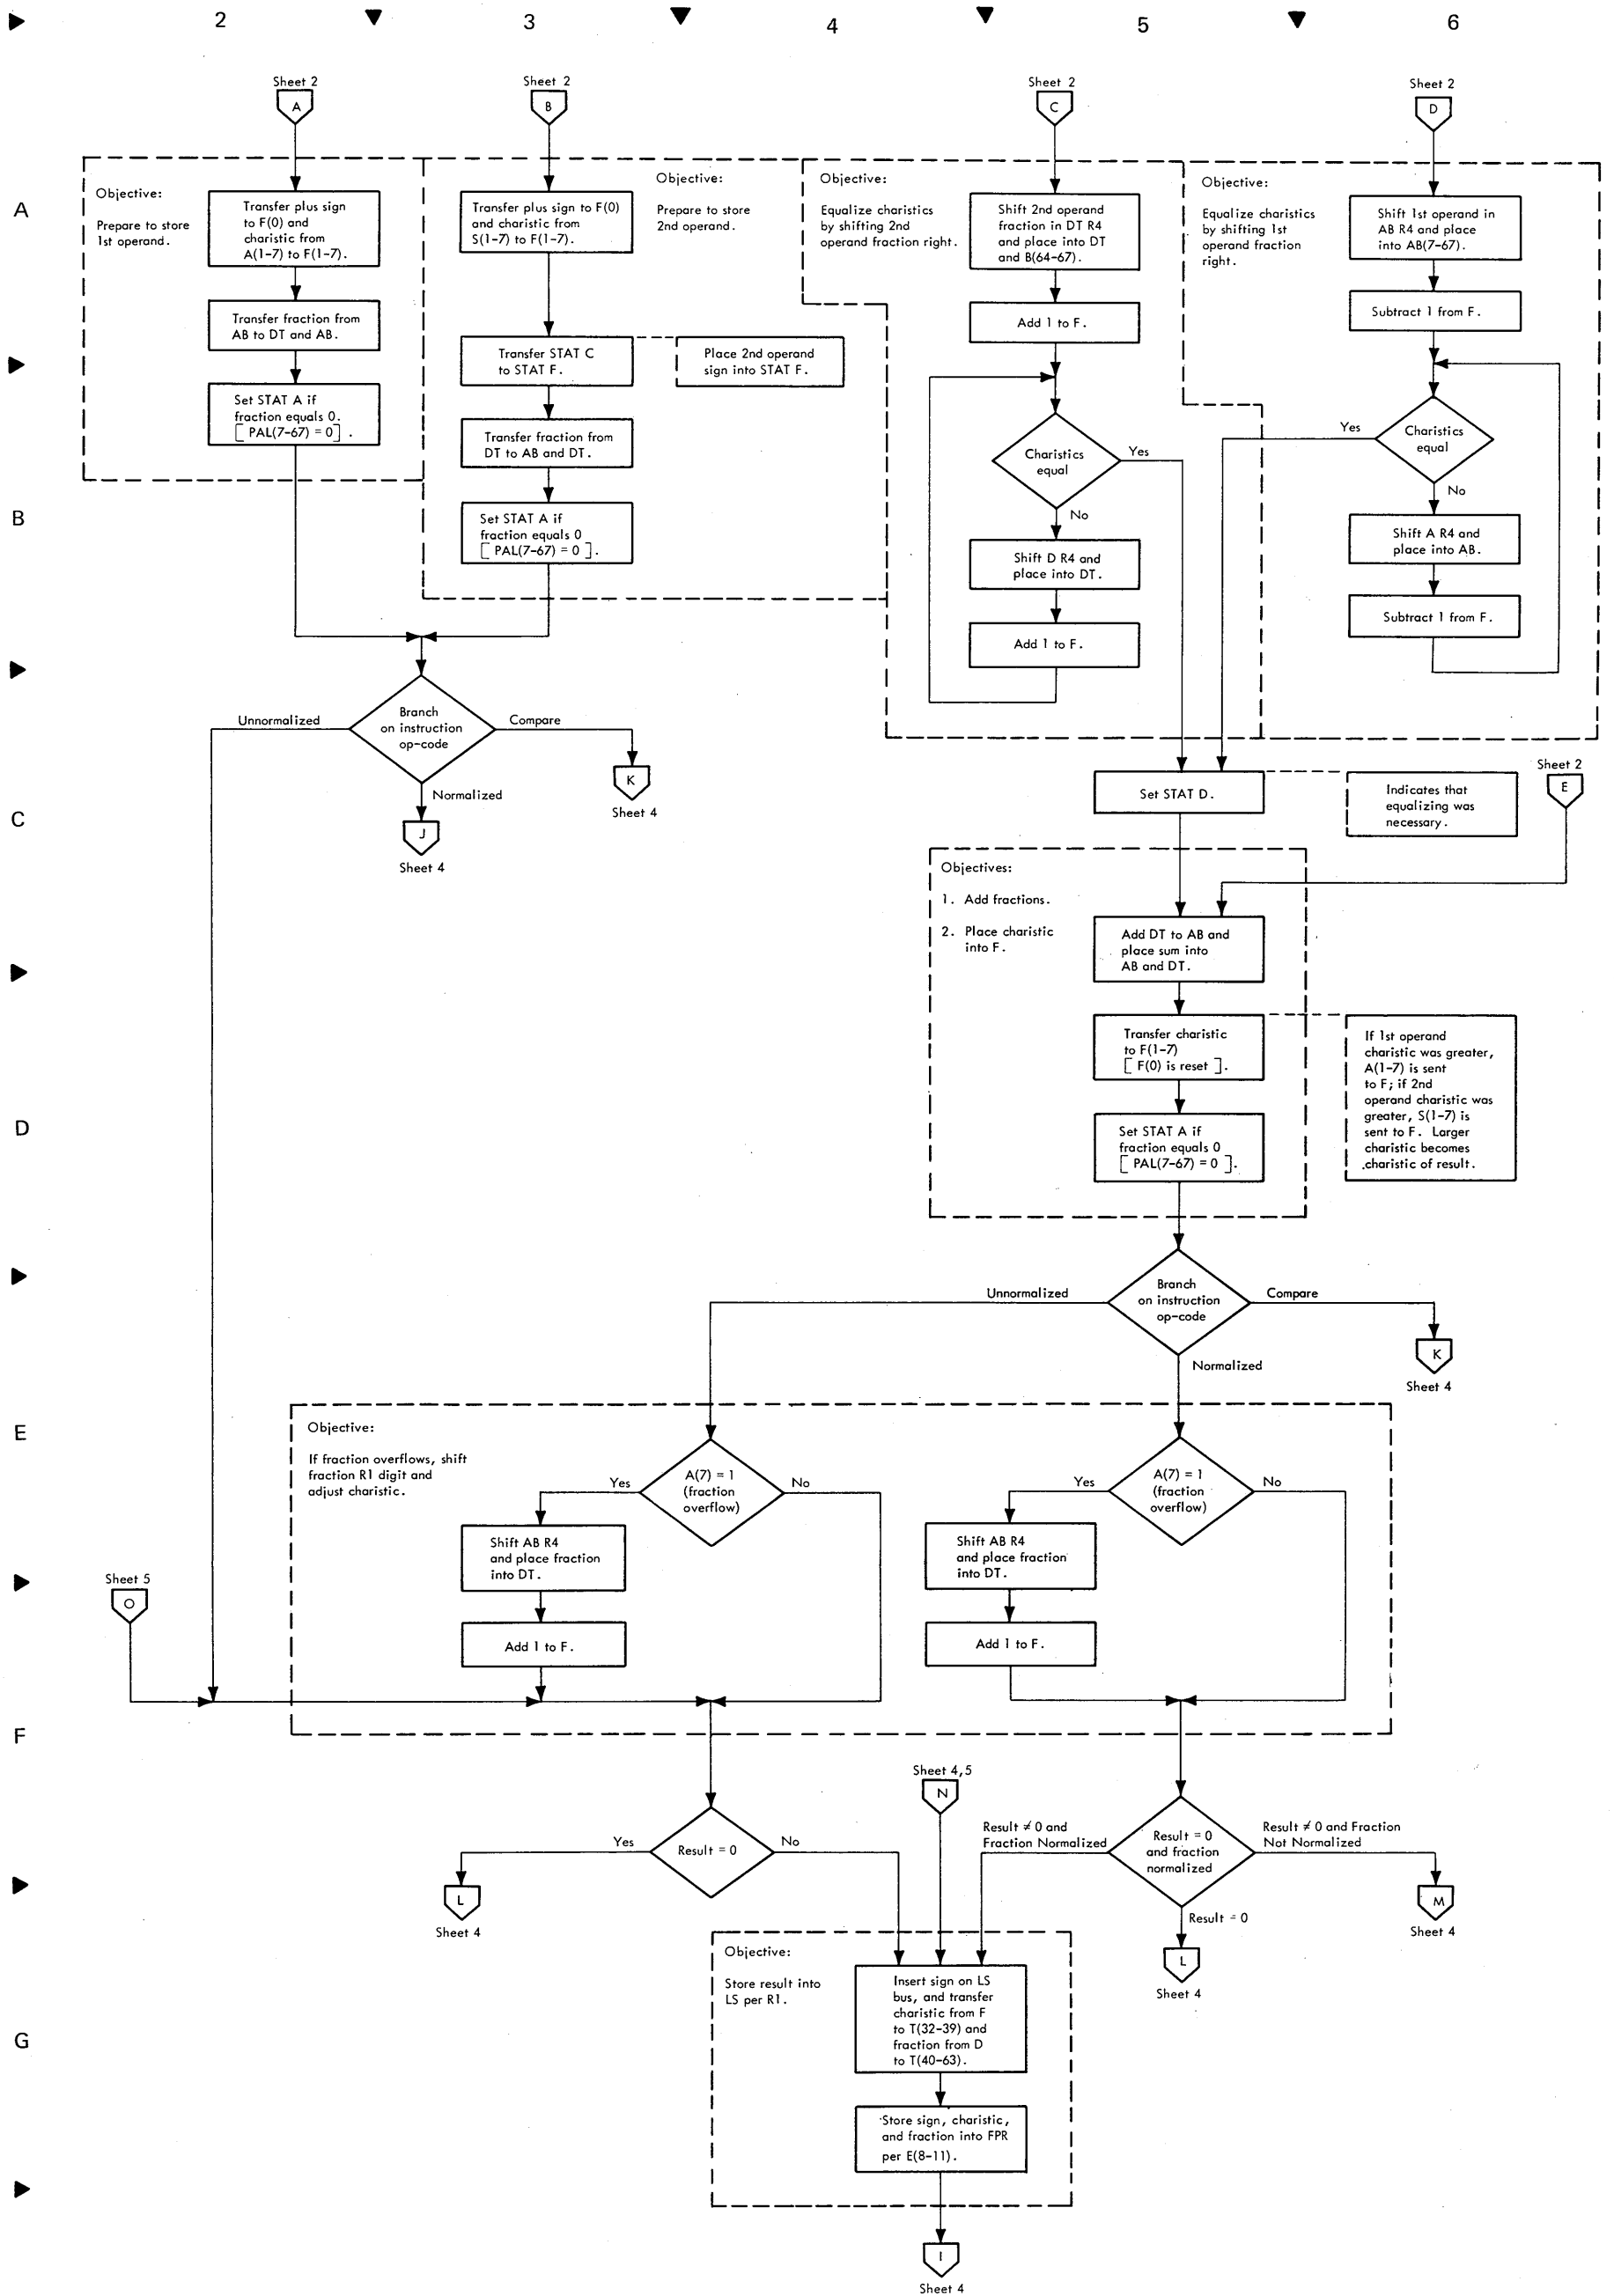 2
3
4
5
6
Sheet 2
A
Sheet 2
B
Sheet 2
C
Sheet 2
D
A
Objective:
Prepare to store
1st operand.
Transfer plus sign
to F(0) and
charistic from
A(1-7) to F(1-7).
Transfer fraction from
AB to DT and AB.
Set STAT A if
fraction equals 0.
[ PAL(7-67) = 0 ] .
Transfer plus sign to F(0)
and charistic from
S(1-7) to F(1-7).
Objective:
Prepare to store
2nd operand.
Transfer STAT C
to STAT F.
Place 2nd operand
sign into STAT F.
Transfer fraction from
DT to AB and DT.
Set STAT A if
fraction equals 0
[ PAL(7-67) = 0 ] .
Objective:
Equalize charistics
by shifting 2nd
operand fraction right.
Shift 2nd operand
fraction in DT R4
and place into DT
and B(64-67).
Add 1 to F.
Charistics
equal
Yes
No
Shift D R4 and
place into DT.
Add 1 to F.
Objective:
Equalize charistics
by shifting 1st
operand fraction
right.
Shift 1st operand in
AB R4 and place
into AB(7-67).
Subtract 1 from F.
Charistics
equal
Yes
No
Shift A R4 and
place into AB.
Subtract 1 from F.
B
Branch
on instruction
op-code
Unnormalized
Compare
K
Sheet 4
Normalized
J
Sheet 4
C
Set STAT D.
Indicates that
equalizing was
necessary.
Sheet 2
E
Objectives:
1. Add fractions.
2. Place charistic
into F.
Add DT to AB and
place sum into
AB and DT.
Transfer charistic
to F(1-7)
[ F(0) is reset ] .
If 1st operand
charistic was greater,
A(1-7) is sent
to F; if 2nd
operand charistic was
greater, S(1-7) is
sent to F. Larger
charistic becomes
charistic of result.
D
Set STAT A if
fraction equals 0
[ PAL(7-67) = 0 ] .
Branch
on instruction
op-code
Unnormalized
Compare
K
Sheet 4
Normalized
E
Objective:
If fraction overflows, shift
fraction R1 digit and
adjust charistic.
A(7) = 1
(fraction
overflow)
Yes
No
Shift AB R4
and place fraction
into DT.
Add 1 to F.
A(7) = 1
(fraction
overflow)
Yes
No
Shift AB R4
and place fraction
into DT.
Add 1 to F.
Sheet 5
O
F
Result = 0
Yes
No
L
Sheet 4
Sheet 4,5
N
Result ≠ 0 and
Fraction Normalized
Result = 0
and fraction
normalized
Result ≠ 0 and Fraction
Not Normalized
M
Sheet 4
Result = 0
L
Sheet 4
G
Objective:
Store result into
LS per R1.
Insert sign on LS
bus, and transfer
charistic from F
to T(32-39) and
fraction from D
to T(40-63).
Store sign, charistic,
and fraction into FPR
per E(8-11).
I
Sheet 4